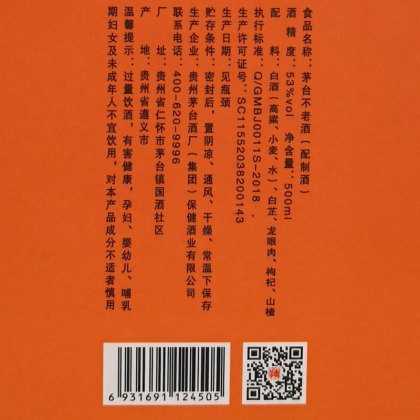 食品名称：茅台不老酒（配制酒）
酒精度：53%vol 净含量：500ml
配料：白酒（高粱、小麦、水）、白芷、龙眼肉、枸杞、山楂
执行标准：Q/GMBJ0011S-2018
生产许可证号：SC11552038200143
生产日期：见瓶颈
贮存条件：密封后，置阴凉、通风、干燥、常温下保存
生产企业：贵州茅台酒厂（集团）保健酒业有限公司
联系电话：400-620-9996
厂址：贵州省仁怀市茅台镇国酒社区
产地：贵州省遵义市
温馨提示：过量饮酒，有害健康，孕妇、婴幼儿、哺乳
期妇女及未成年人不宜饮用，对本产品成分不适者慎用
6 931691 124505